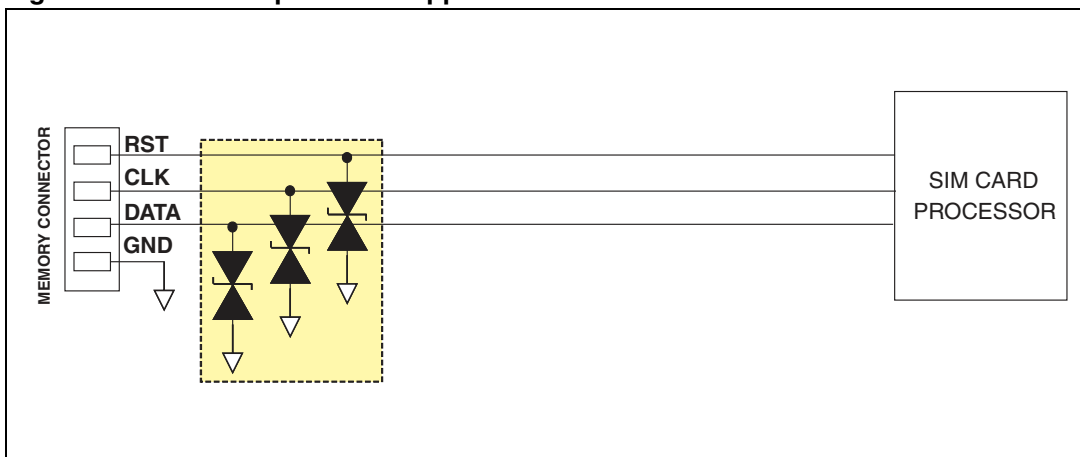 MEMORY CONNECTOR
RST
CLK
DATA
GND
SIM CARD
PROCESSOR